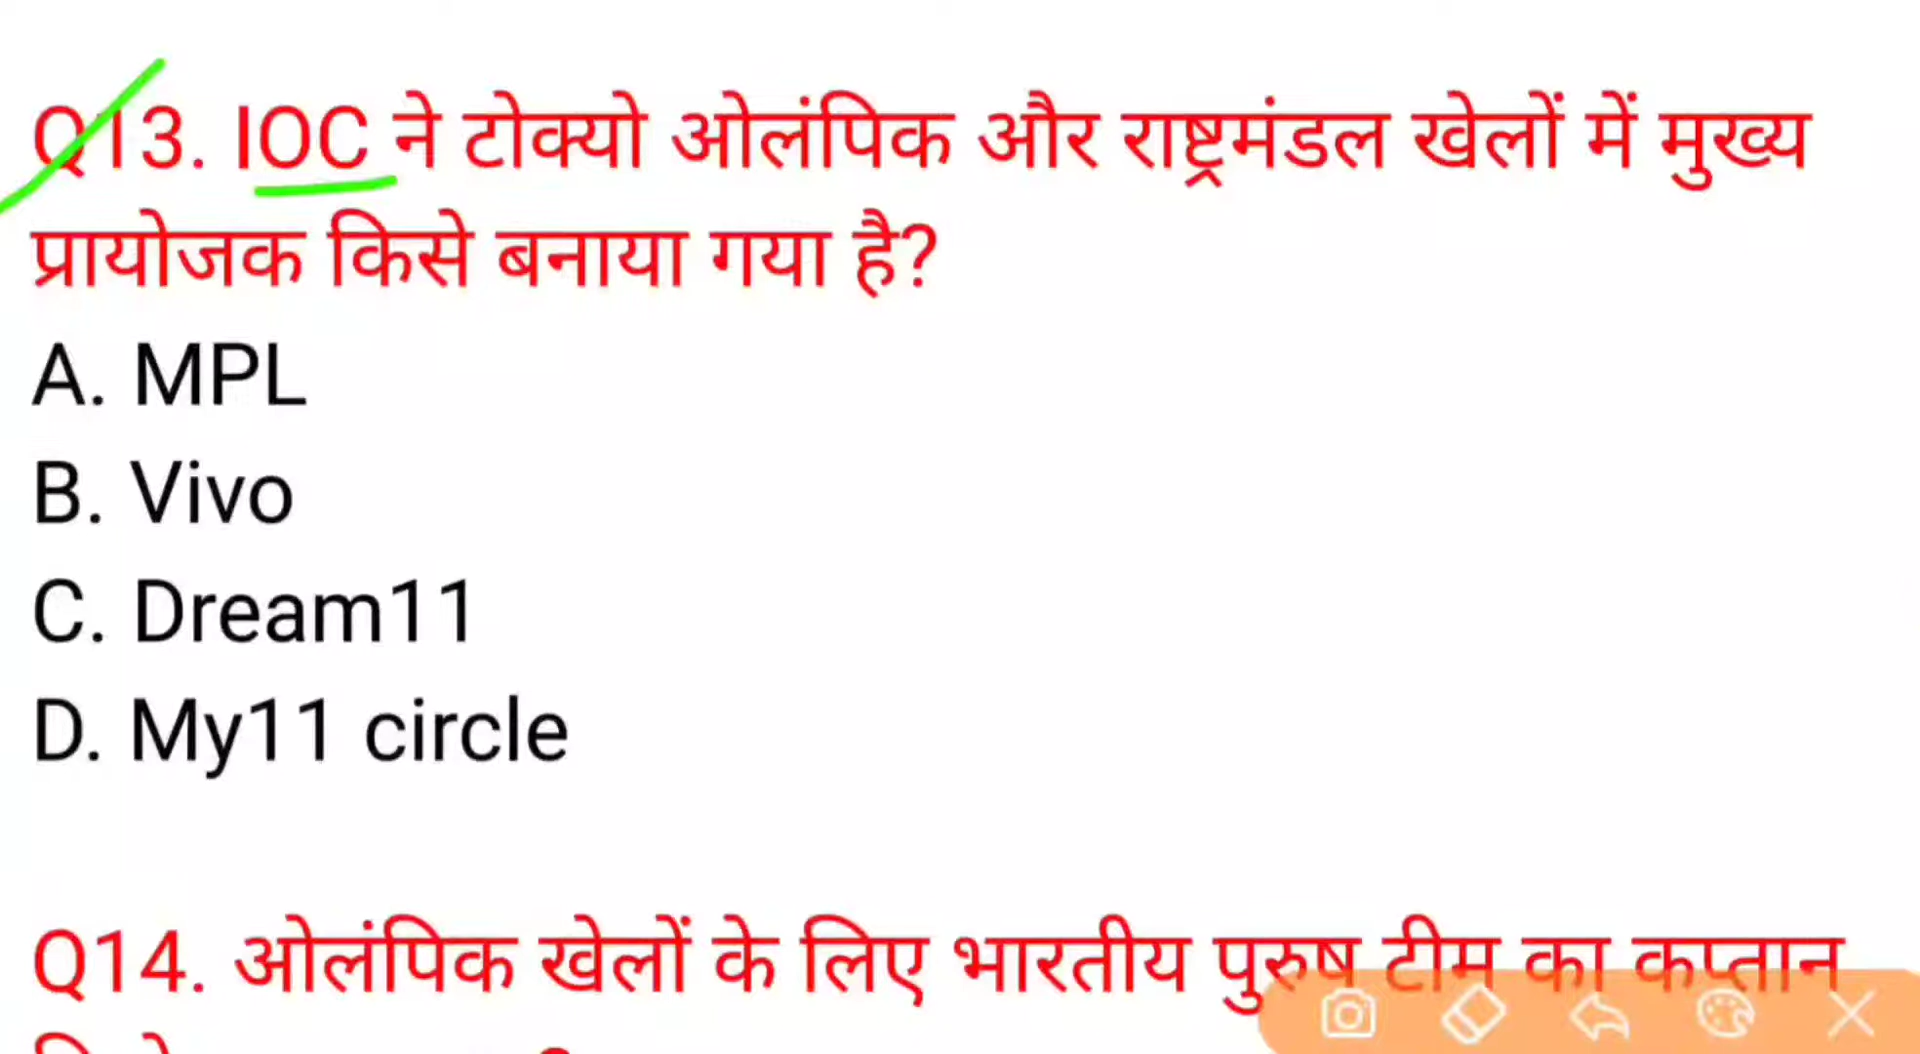 Q13. IOC ने टोक्यो ओलंपिक और राष्ट्रमंडल खेलों में मुख्य
प्रायोजक किसे बनाया गया है?
A. MPL
B. Vivo
C. Dream11
D. My11 circle
Q14. ओलंपिक खेलों के लिए भारतीय पुरुष टीम का कप्तान